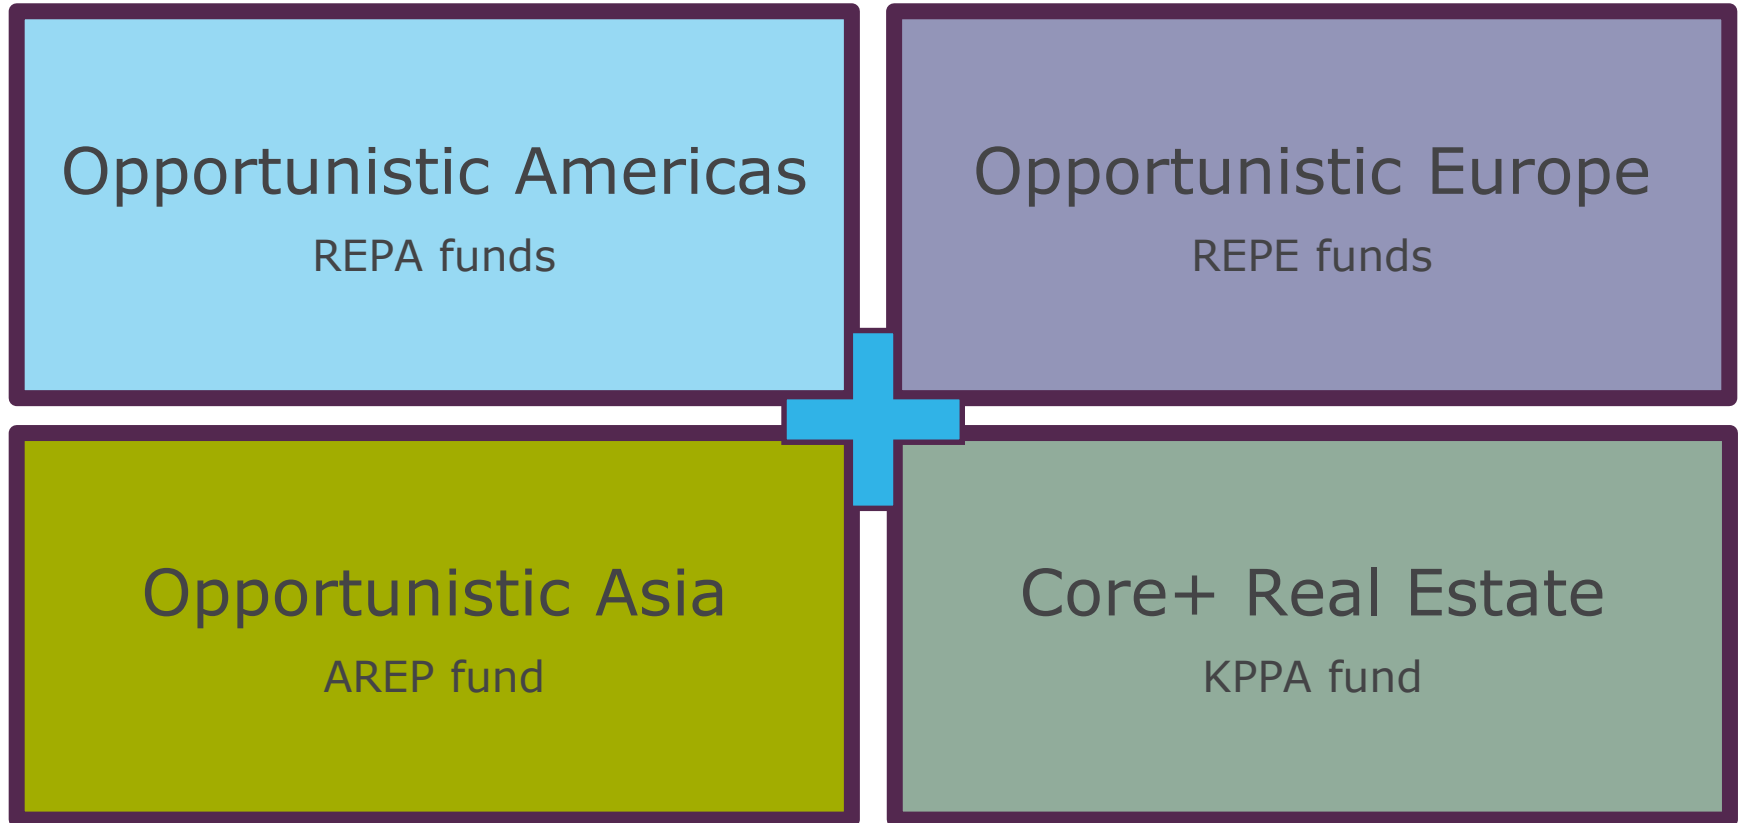 Opportunistic Americas
REPA funds
Opportunistic Europe
REPE funds
Opportunistic Asia
AREP fund
Core+ Real Estate
KPPA fund